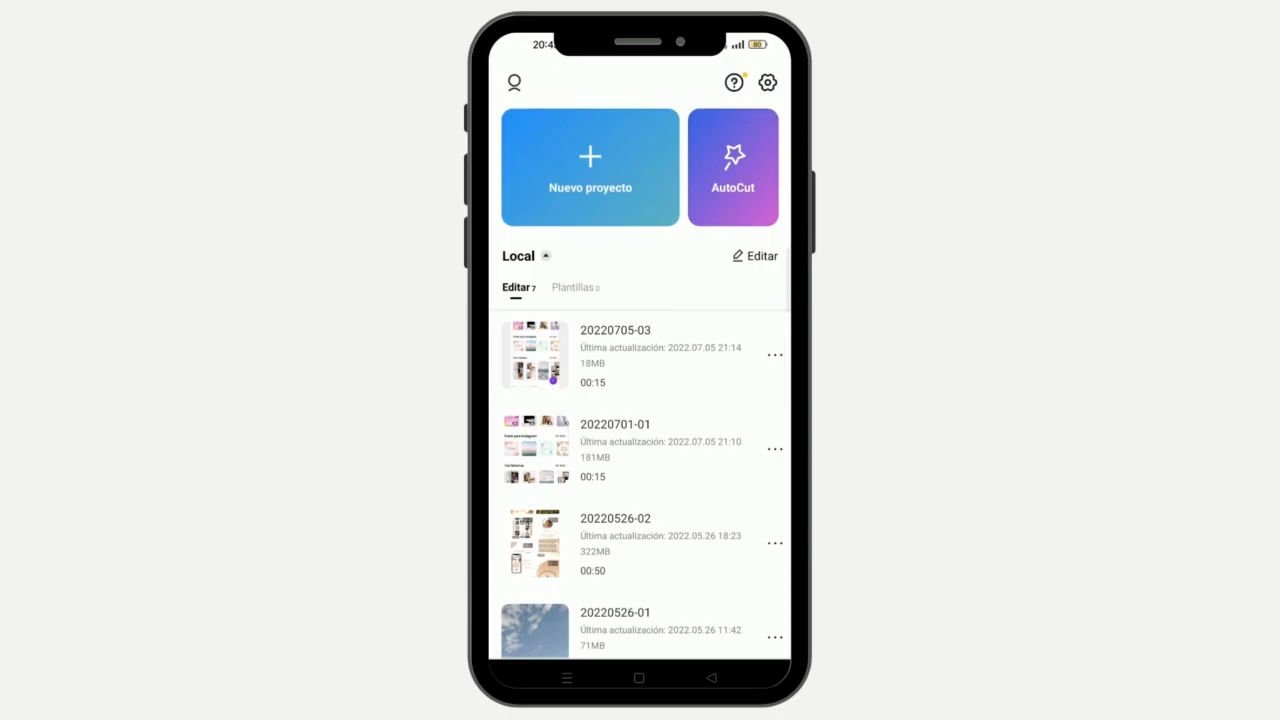 20:4
80
Nuevo proyecto
AutoCut
Local
Editar
Editar 7
Plantillas 0
20220705-03
Última actualización: 2022.07.05 21:14
18MB
00:15
20220701-01
Última actualización: 2022.07.05 21:10
181MB
00:15
20220526-02
Última actualización: 2022.05.26 18:23
322MB
00:50
20220526-01
Última actualización: 2022.05.26 11:42
71MB